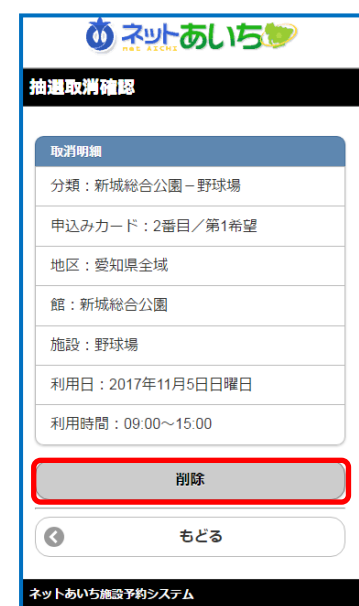 ネットあいち
net AICHI
抽選取消確認
取消明細
分類：新城総合公園－野球場
申込みカード：2番目／第1希望
地区：愛知県全域
館：新城総合公園
施設：野球場
利用日：2017年11月5日日曜日
利用時間：09:00～15:00
削除
もどる
ネットあいち施設予約システム